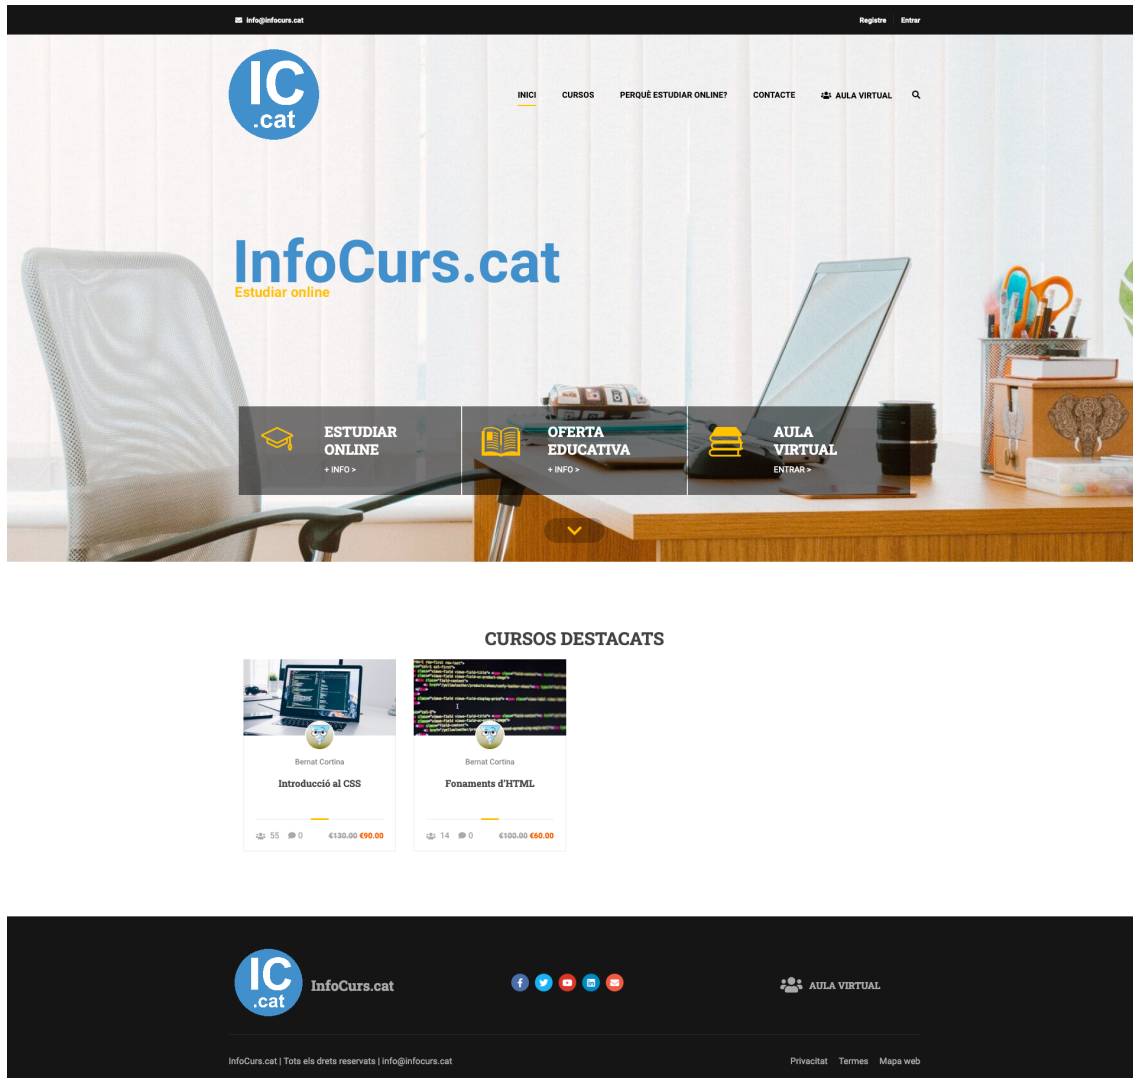 info@infocurs.cat
Registre
Entrar
IC
.cat
INICI
CURSOS
PERQUÈ ESTUDIAR ONLINE?
CONTACTE
AULA VIRTUAL
InfoCurs.cat
Estudiar online
ESTUDIAR
ONLINE
+ INFO >
OFERTA
EDUCATIVA
+ INFO >
AULA
VIRTUAL
ENTRAR >
CURSOS DESTACATS
Bernat Cortina
Introducció al CSS
55 0 €130.00 €90.00
Bernat Cortina
Fonaments d'HTML
14 0 €100.00 €60.00
IC
.cat
InfoCurs.cat
AULA VIRTUAL
InfoCurs.cat | Tots els drets reservats | info@infocurs.cat
Privacitat Termes Mapa web